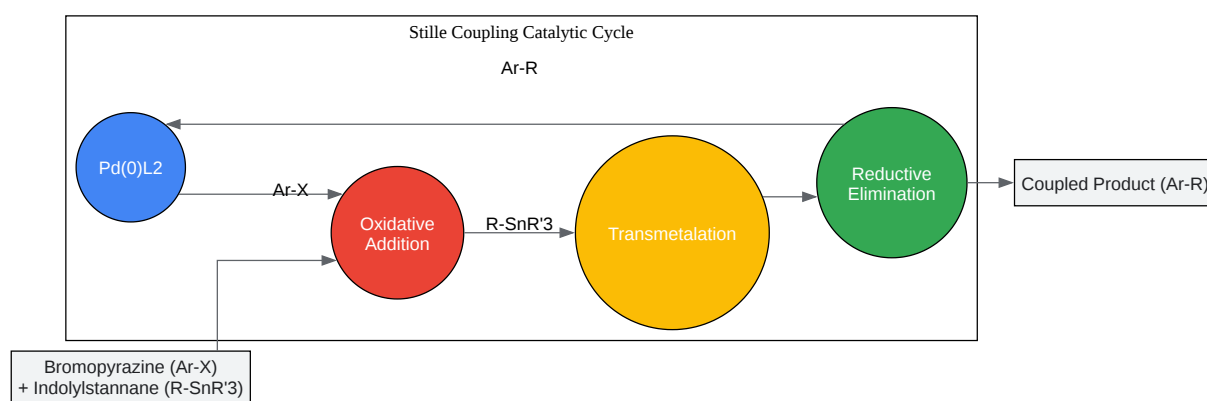 Stille Coupling Catalytic Cycle
Ar-R
Pd(0)L2
Ar-X
Oxidative
Addition
R-SnR'3
Transmetalation
Reductive
Elimination
Coupled Product (Ar-R)
Bromopyrazine (Ar-X)
+ Indolylstannane (R-SnR'3)